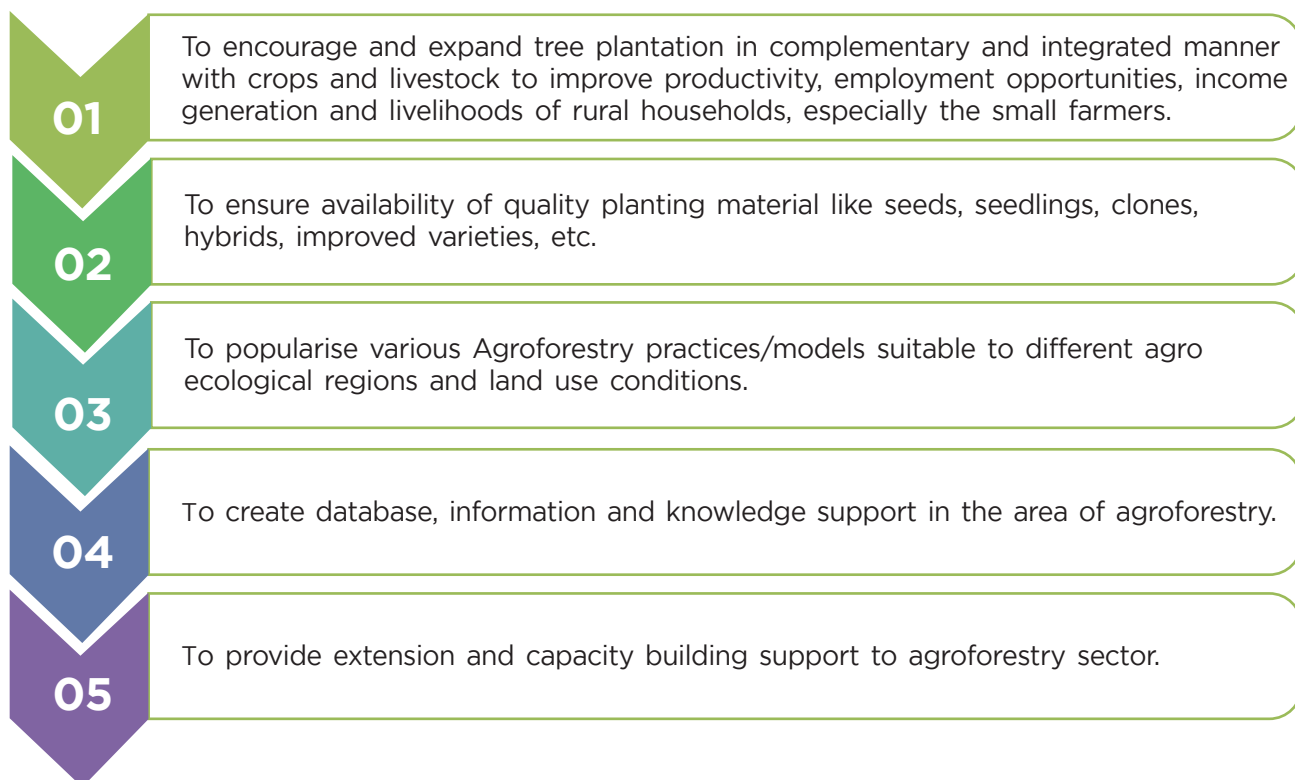 01
To encourage and expand tree plantation in complementary and integrated manner
with crops and livestock to improve productivity, employment opportunities, income
generation and livelihoods of rural households, especially the small farmers.
02
To ensure availability of quality planting material like seeds, seedlings, clones,
hybrids, improved varieties, etc.
03
To popularise various Agroforestry practices/models suitable to different agro
ecological regions and land use conditions.
04
To create database, information and knowledge support in the area of agroforestry.
05
To provide extension and capacity building support to agroforestry sector.